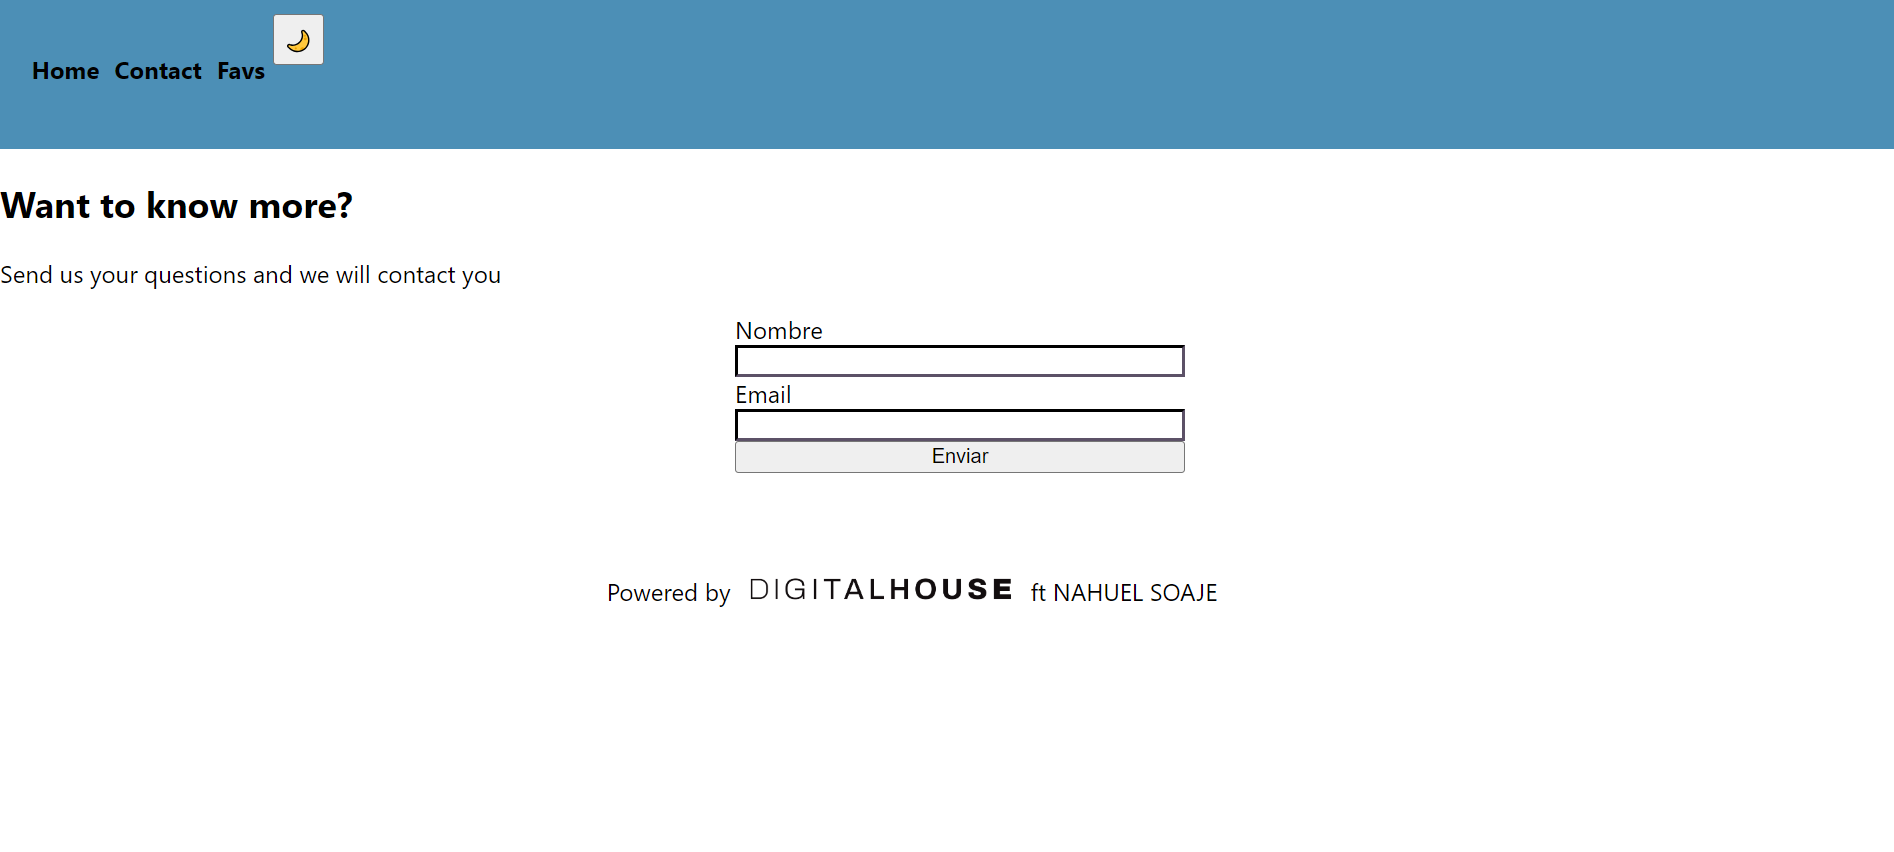 Home Contact Favs
Want to know more?
Send us your questions and we will contact you
Nombre
Email
Enviar
Powered by DIGITALHOUSE ft NAHUEL SOAJE